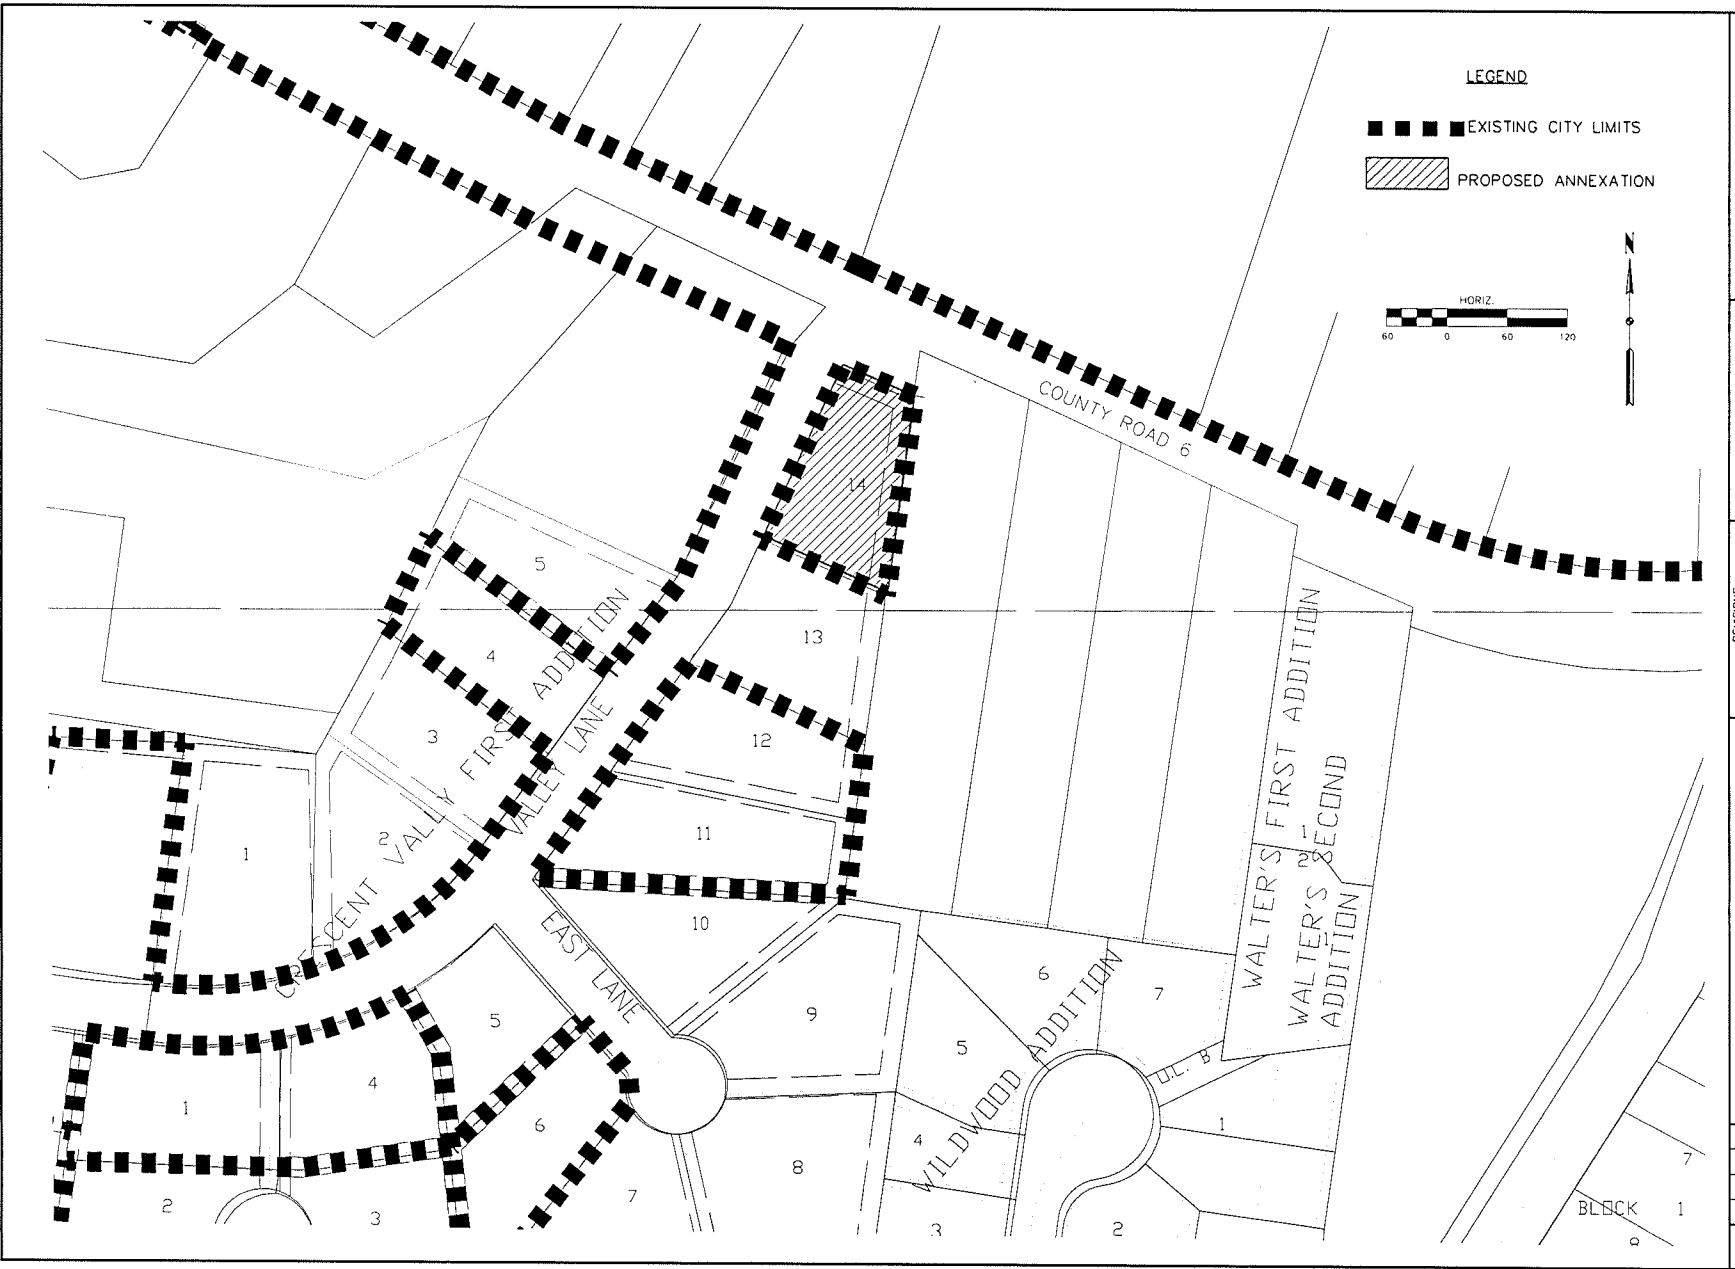 LEGEND
EXISTING CITY LIMITS
PROPOSED ANNEXATION
N
HORIZ.
60 0 60 120
COUNTY ROAD 6
14
5
13
4
3
12
2
11
1
10
CRESCENT VALLY FIRST ADDITION
VALLEY LANE
EAST LANE
WALTER'S FIRST ADDITION
1
2
WALTER'S SECOND
ADDITION
6
7
9
5
5
WILDWOOD ADDITION
O.L. B
4
1
6
4
1
8
7
2
3
3
2
7
BLOCK 1